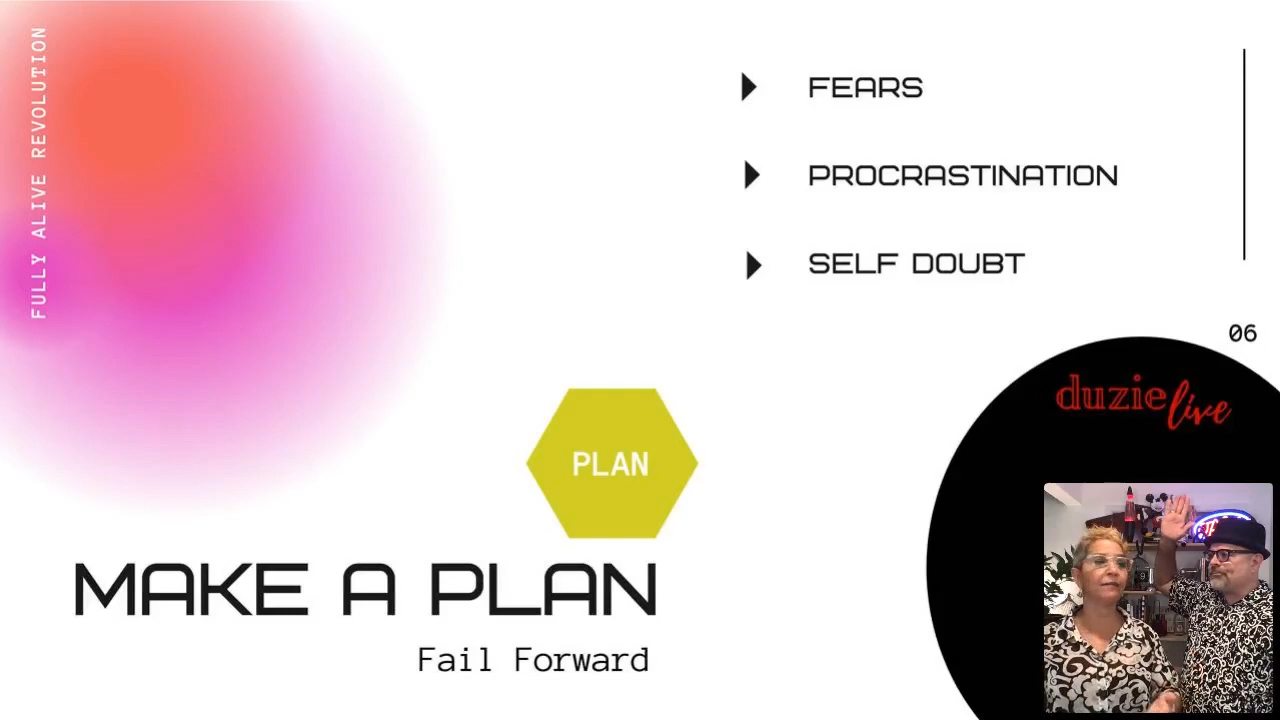 FULLY ALIVE REVOLUTION
FEARS
PROCRASTINATION
SELF DOUBT
06
duzie live
PLAN
MAKE A PLAN
Fail Forward